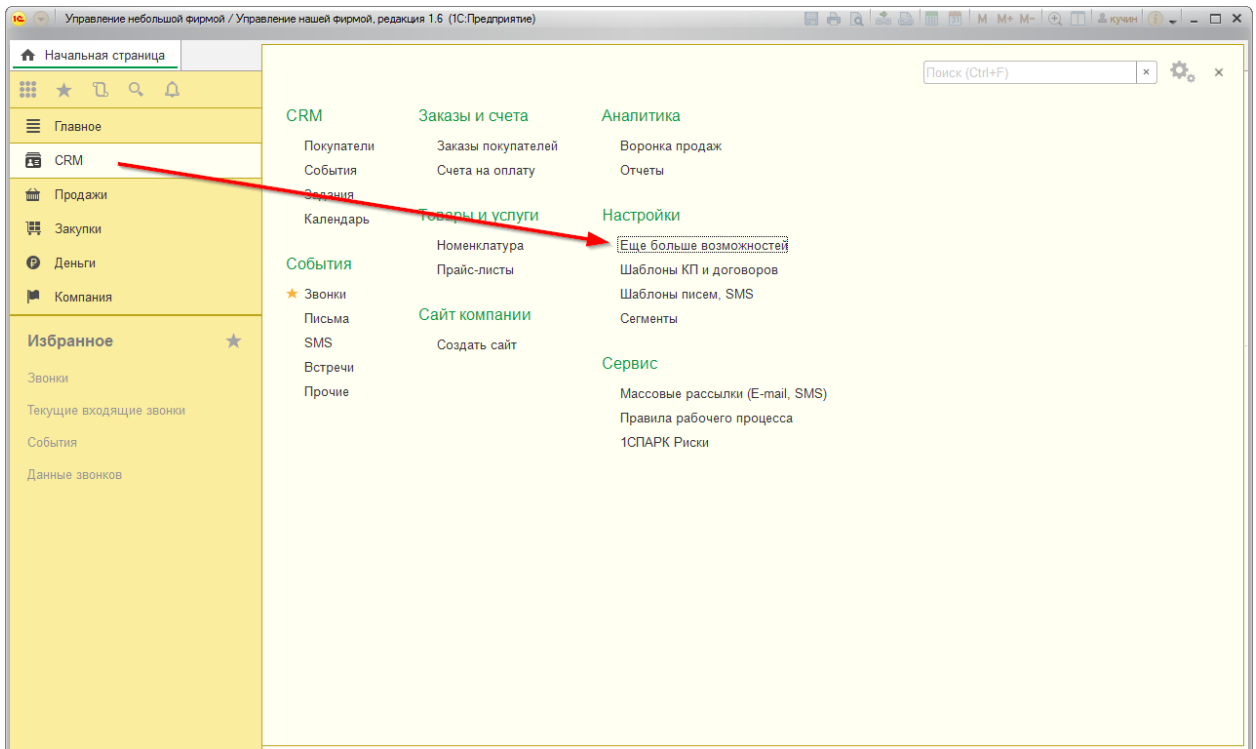 1С Управление небольшой фирмой / Управление нашей фирмой, редакция 1.6 (1С:Предприятие) M M+ M- кучин
Начальная страница
Поиск (Ctrl+F)
Главное
CRM
Продажи
Закупки
Деньги
Компания
Избранное
Звонки
Текущие входящие звонки
События
Данные звонков
CRM
Покупатели
События
Задания
Календарь
События
Звонки
Письма
SMS
Встречи
Прочие
Заказы и счета
Заказы покупателей
Счета на оплату
Товары и услуги
Номенклатура
Прайс-листы
Сайт компании
Создать сайт
Аналитика
Воронка продаж
Отчеты
Настройки
Еще больше возможностей
Шаблоны КП и договоров
Шаблоны писем, SMS
Сегменты
Сервис
Массовые рассылки (E-mail, SMS)
Правила рабочего процесса
1СПАРК Риски